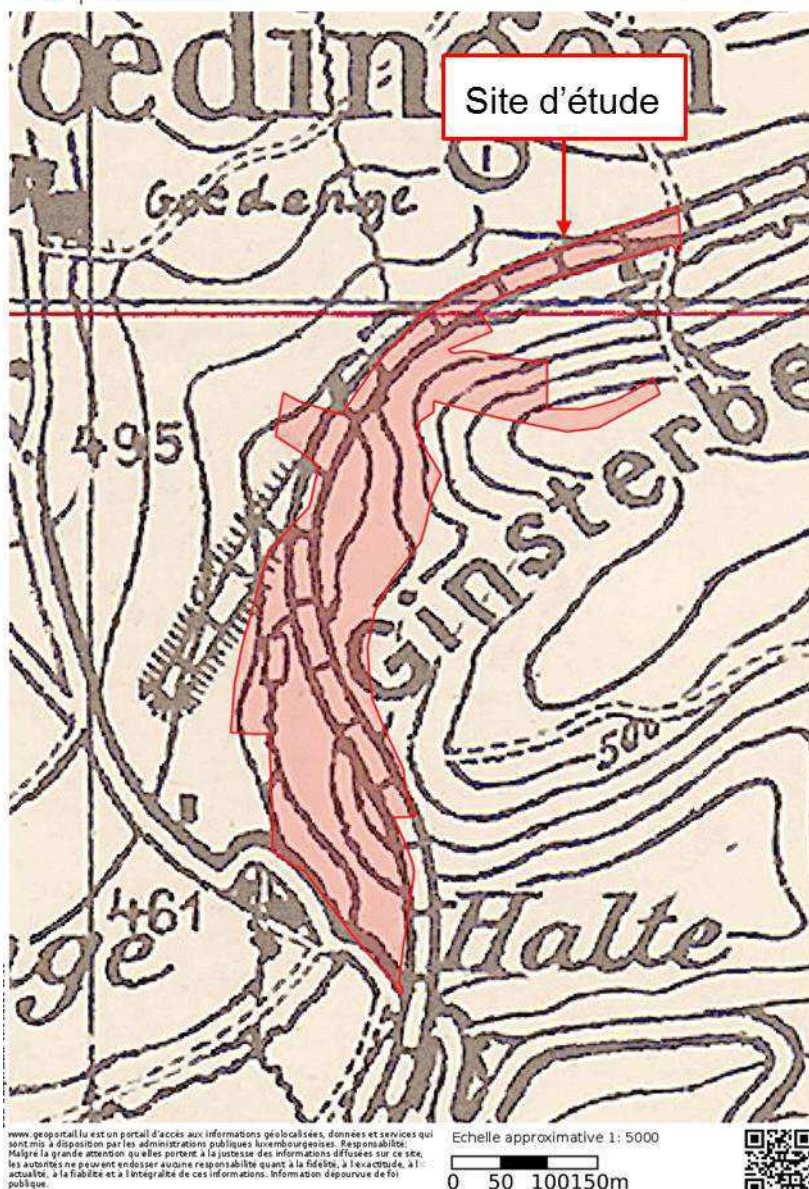 œdingen
Site d'étude
Goedange
495
Ginsterbe
500
461
ge
Halte
www.geoportail.lu est un portail d'accès aux informations géolocalisées, données et services qui
sont mis à disposition par les administrations publiques luxembourgeoises. Responsabilité:
Malgré la grande attention qu'elles portent à la justesse des informations diffusées sur ce site,
les autorités ne peuvent endosser aucune responsabilité quant à la fidélité, à l'exactitude, à l'
actualité, à la fiabilité et à l'intégralité de ces informations. Information dépourvue de foi
publique.
Echelle approximative 1: 5000
0 50 100150m